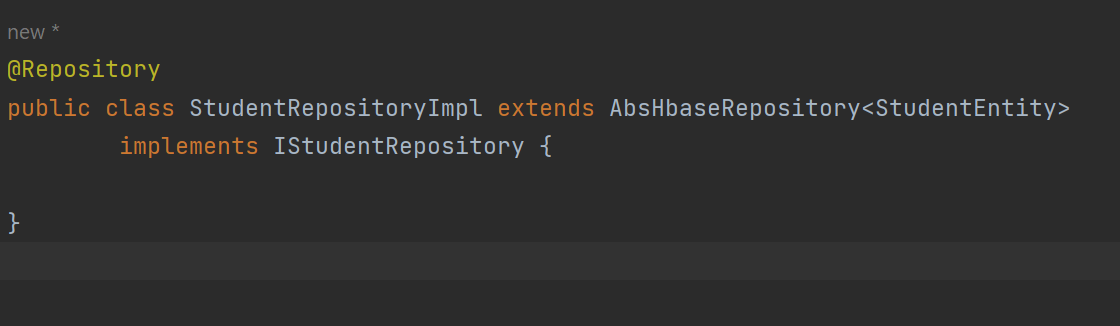 new *
@Repository
public class StudentRepositoryImpl extends AbsHbaseRepository<StudentEntity>
        implements IStudentRepository {
}